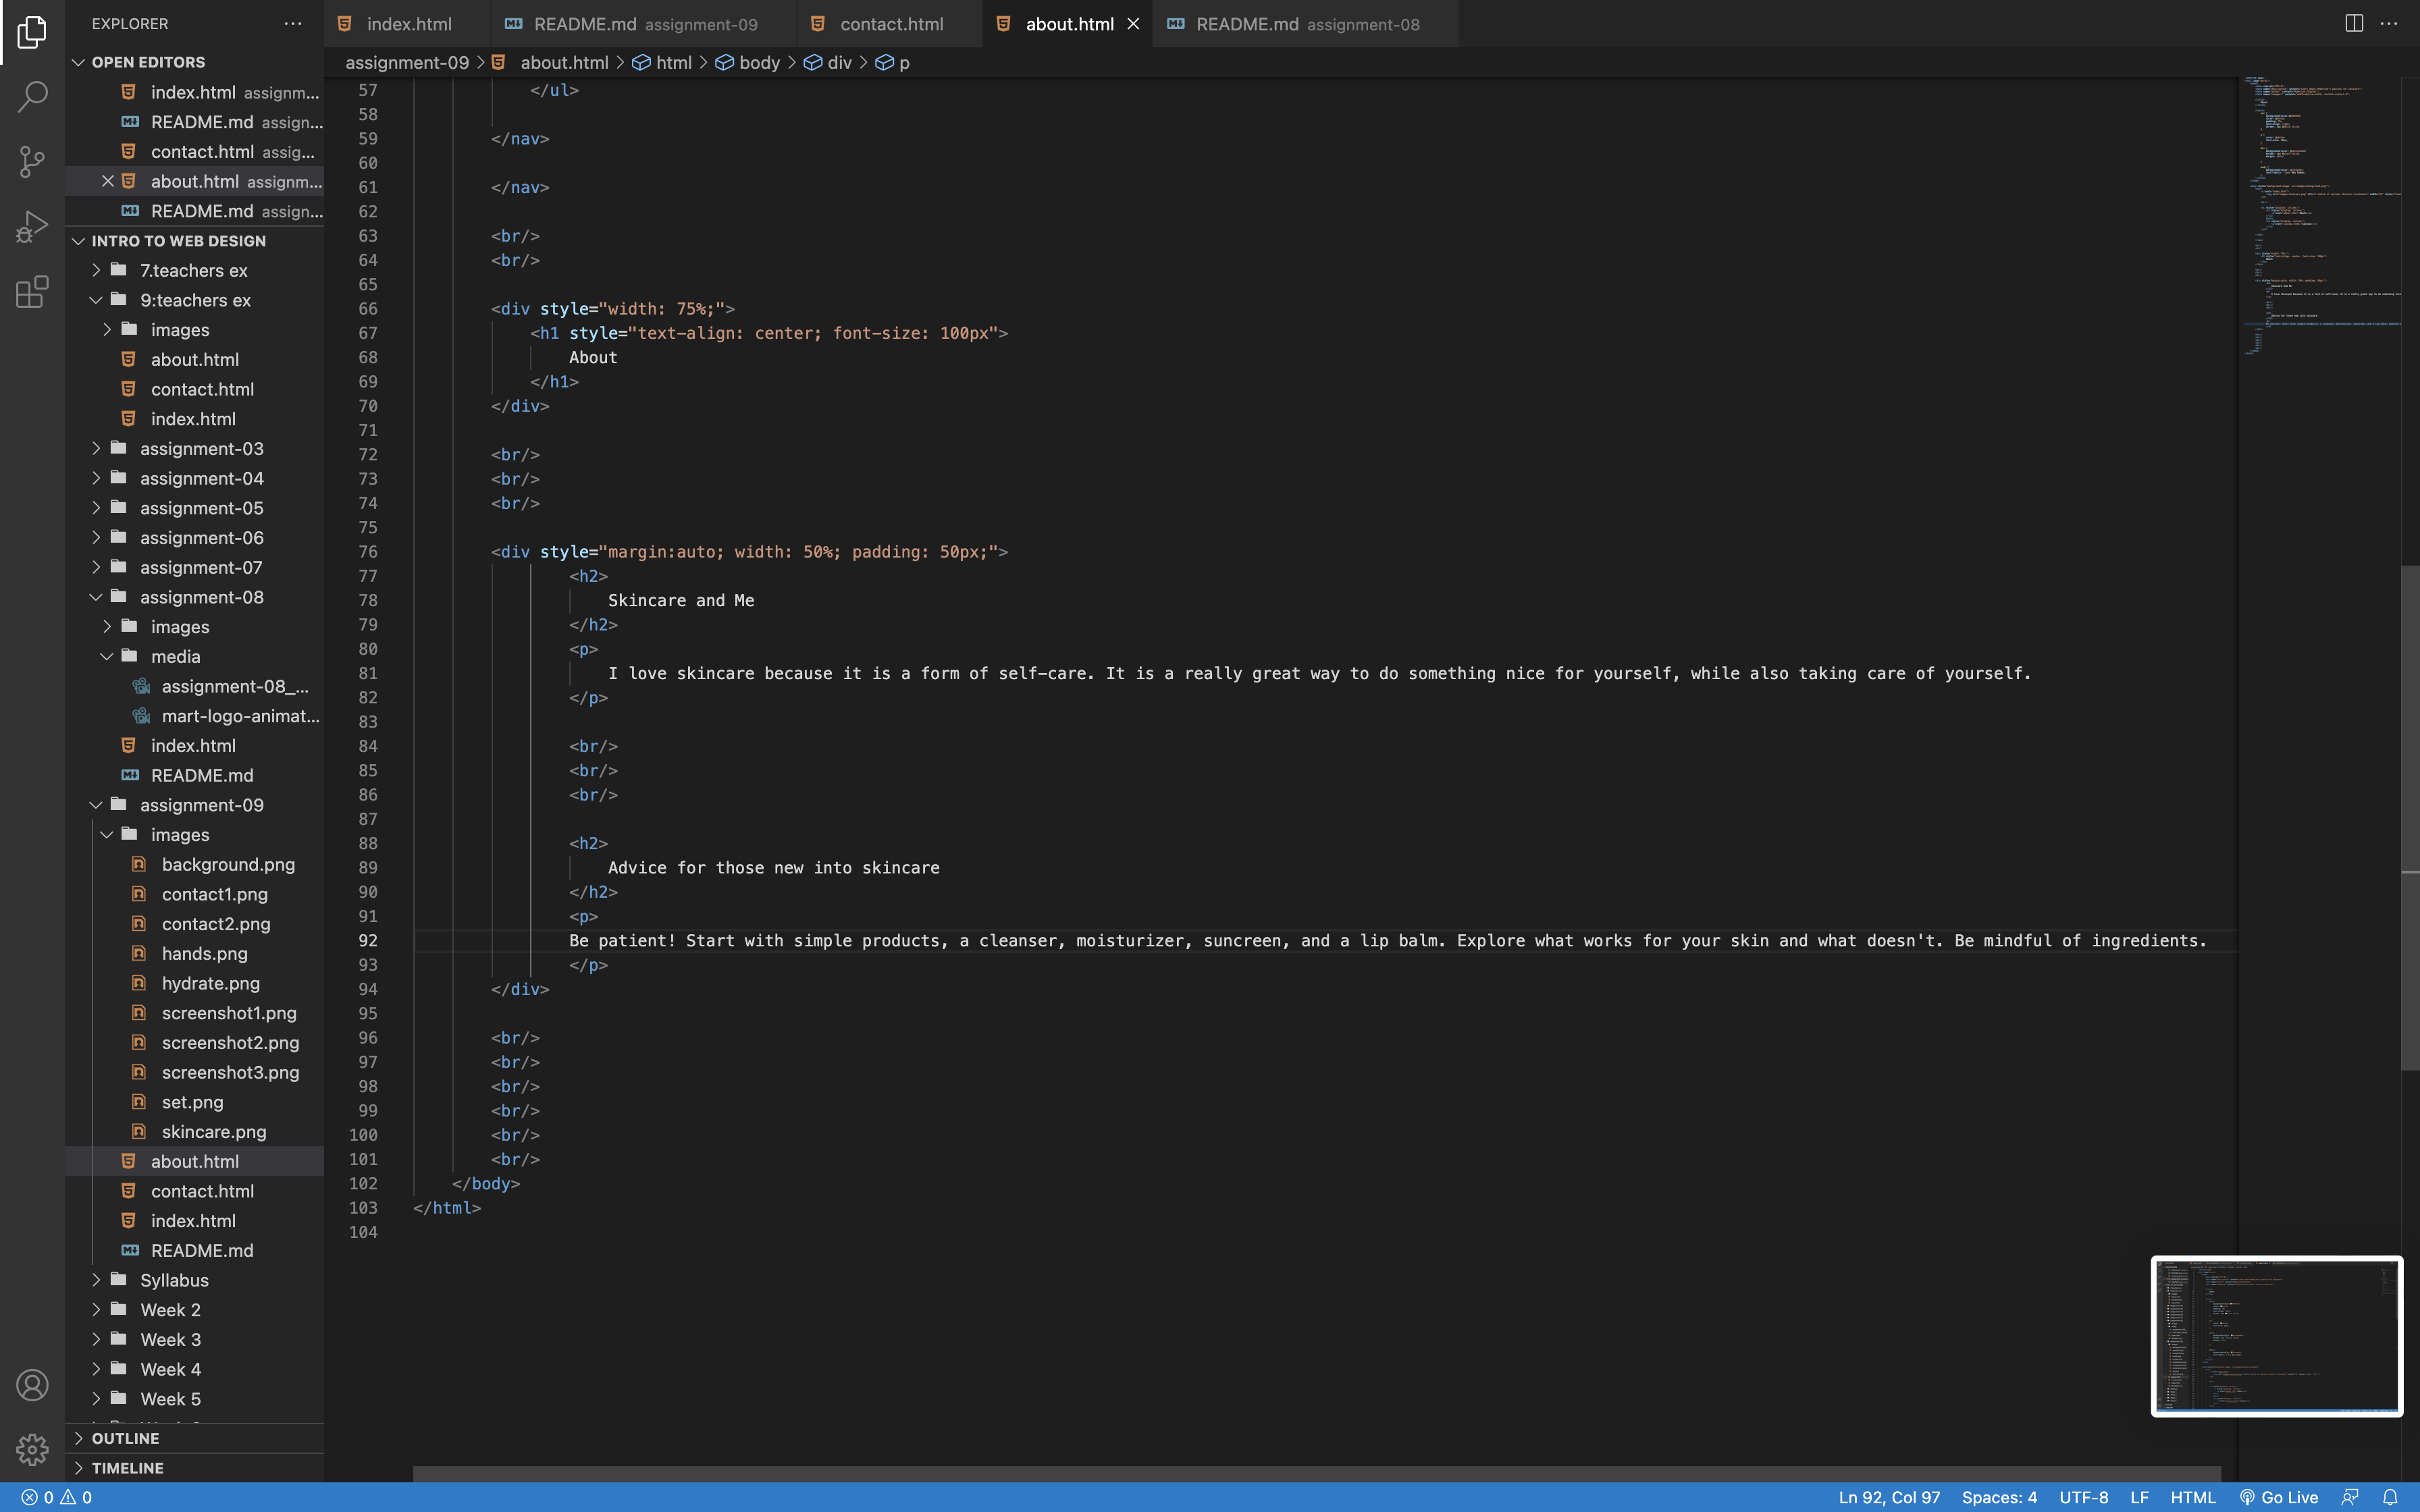 EXPLORER
index.html
README.md assignment-09
contact.html
about.html
README.md assignment-08
OPEN EDITORS
index.html assignm...
README.md assign...
contact.html assig...
about.html assignm...
README.md assign...
INTRO TO WEB DESIGN
7.teachers ex
9:teachers ex
images
about.html
contact.html
index.html
assignment-03
assignment-04
assignment-05
assignment-06
assignment-07
assignment-08
images
media
assignment-08_...
mart-logo-animat...
index.html
README.md
assignment-09
images
background.png
contact1.png
contact2.png
hands.png
hydrate.png
screenshot1.png
screenshot2.png
screenshot3.png
set.png
skincare.png
about.html
contact.html
index.html
README.md
Syllabus
Week 2
Week 3
Week 4
Week 5
OUTLINE
TIMELINE
assignment-09 > about.html > html > body > div > p
57 </ul>
58
59 </nav>
60
61 </nav>
62
63 <br/>
64 <br/>
65
66 <div style="width: 75%;">
67 <h1 style="text-align: center; font-size: 100px">
68 About
69 </h1>
70 </div>
71
72 <br/>
73 <br/>
74 <br/>
75
76 <div style="margin:auto; width: 50%; padding: 50px;">
77 <h2>
78 Skincare and Me
79 </h2>
80 <p>
81 I love skincare because it is a form of self-care. It is a really great way to do something nice for yourself, while also taking care of yourself.
82 </p>
83
84 <br/>
85 <br/>
86 <br/>
87
88 <h2>
89 Advice for those new into skincare
90 </h2>
91 <p>
92 Be patient! Start with simple products, a cleanser, moisturizer, suncreen, and a lip balm. Explore what works for your skin and what doesn't. Be mindful of ingredients.
93 </p>
94 </div>
95
96 <br/>
97 <br/>
98 <br/>
99 <br/>
100 <br/>
101 <br/>
102 </body>
103 </html>
104
0 0
Ln 92, Col 97 Spaces: 4 UTF-8 LF HTML Go Live